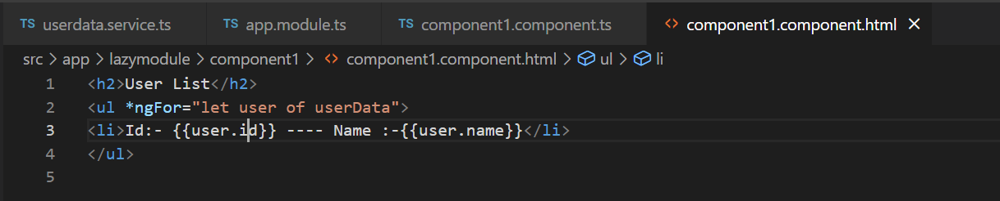 TS userdata.service.ts TS app.module.ts TS component1.component.ts <> component1.component.html ×
src > app > lazymodule > component1 > <> component1.component.html > ul > li
1 <h2>User List</h2>
2 <ul *ngFor="let user of userData">
3 <li>Id:- {{user.id}} ---- Name :-{{user.name}}</li>
4 </ul>
5